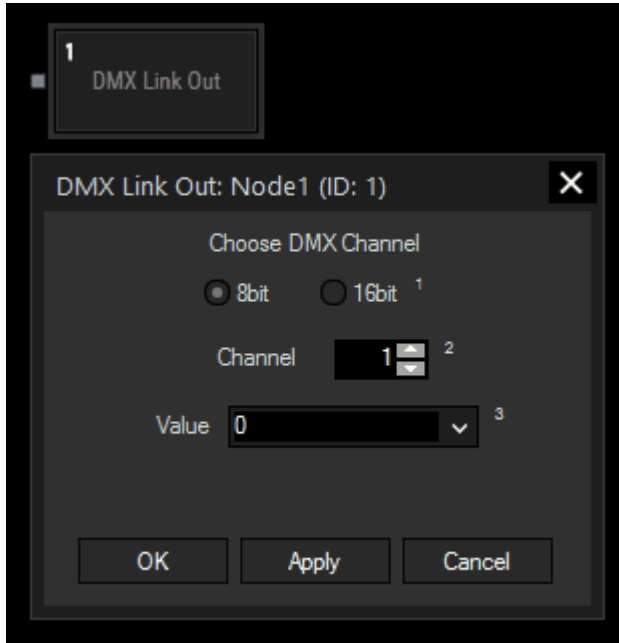 1
DMX Link Out
DMX Link Out: Node1 (ID: 1)
Choose DMX Channel
8bit 16bit 1
Channel 1 2
Value 0 3
OK Apply Cancel